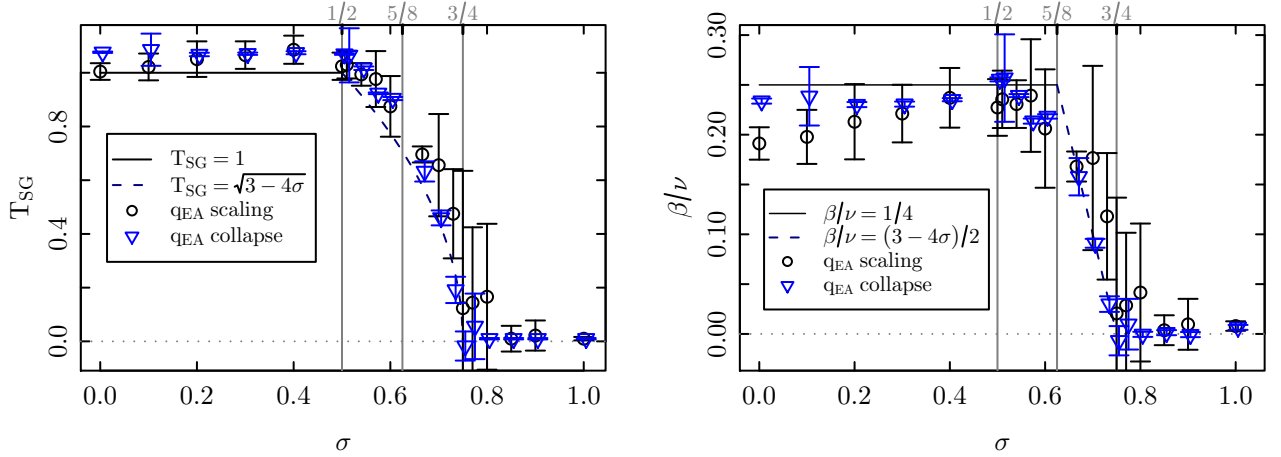 1/2 5/8 3/4
0.8
0.4
0.0
T_SG
T_SG = 1
T_SG = √3 − 4σ
q_EA scaling
q_EA collapse
0.0 0.2 0.4 0.6 0.8 1.0
σ
1/2 5/8 3/4
0.30
0.20
0.10
0.00
β/ν
β/ν = 1/4
β/ν = (3 − 4σ)/2
q_EA scaling
q_EA collapse
0.0 0.2 0.4 0.6 0.8 1.0
σ